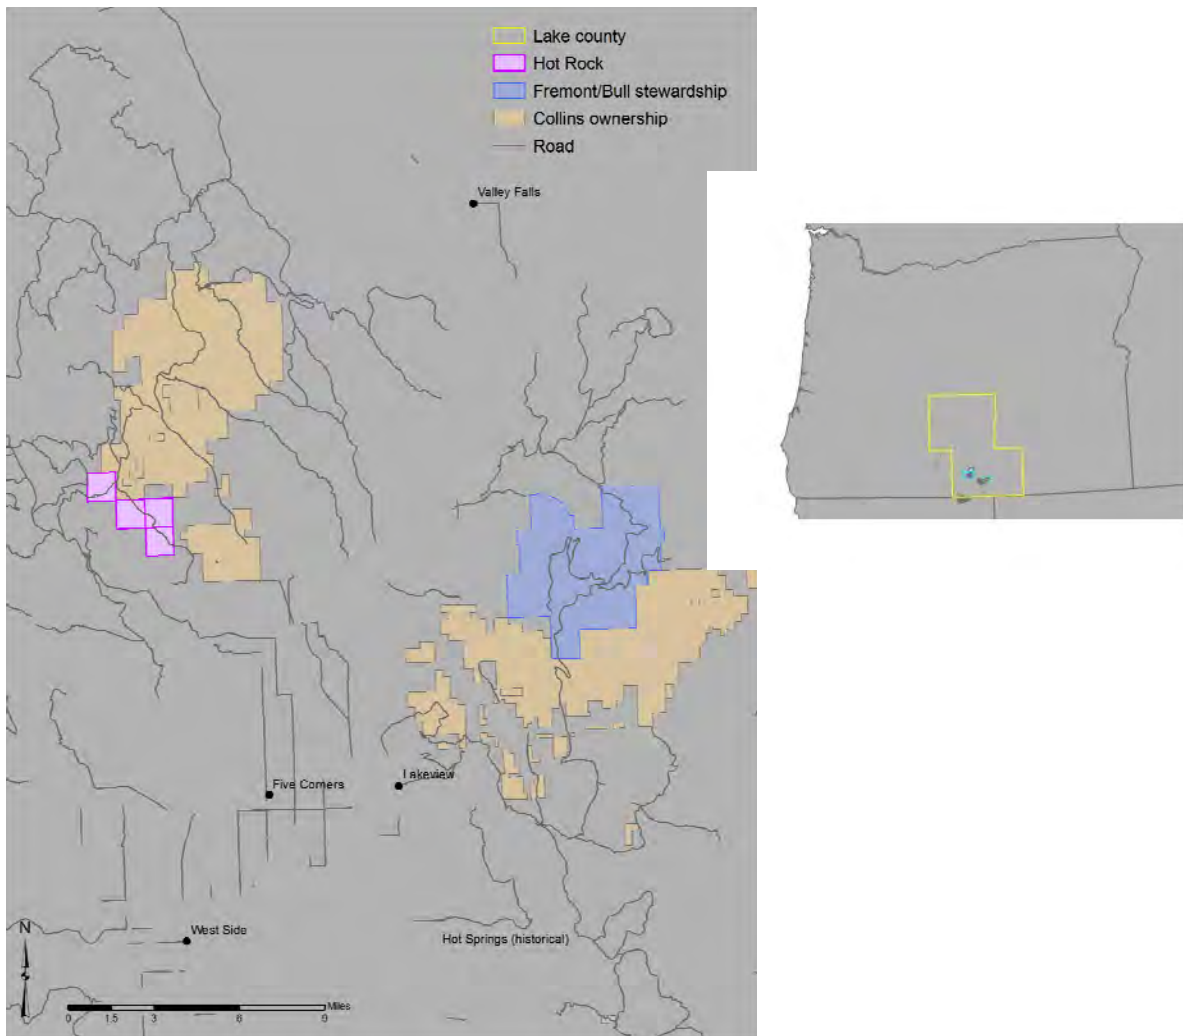 Lake county
Hot Rock
Fremont/Bull stewardship
Collins ownership
Road
Valley Falls
Lakeview
Five Corners
West Side
N
Hot Springs (historical)
Miles
0 1.5 3 6 9